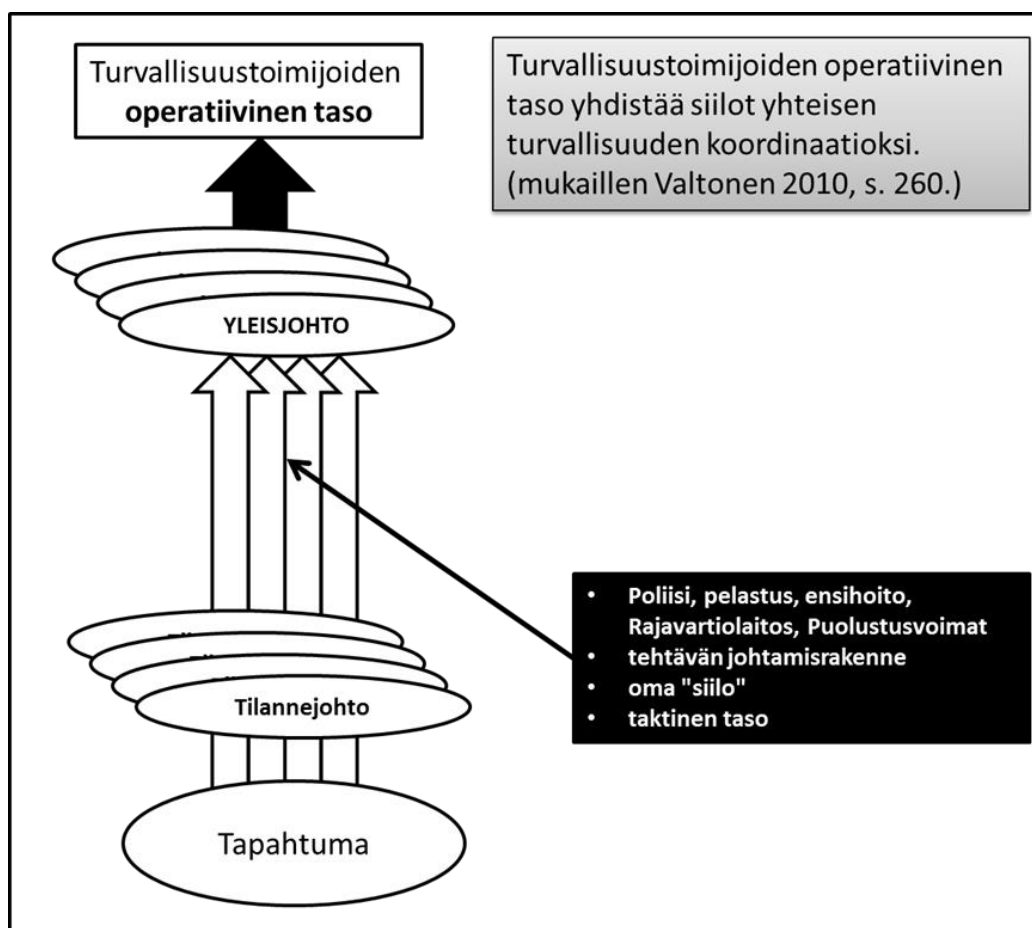 Turvallisuustoimijoiden
operatiivinen taso
Turvallisuustoimijoiden operatiivinen
taso yhdistää siilot yhteisen
turvallisuuden koordinaatioksi.
(mukaillen Valtonen 2010, s. 260.)
YLEISJOHTO
• Poliisi, pelastus, ensihoito,
Rajavartiolaitos, Puolustusvoimat
• tehtävän johtamisrakenne
• oma "siilo"
• taktinen taso
Tilannejohto
Tapahtuma